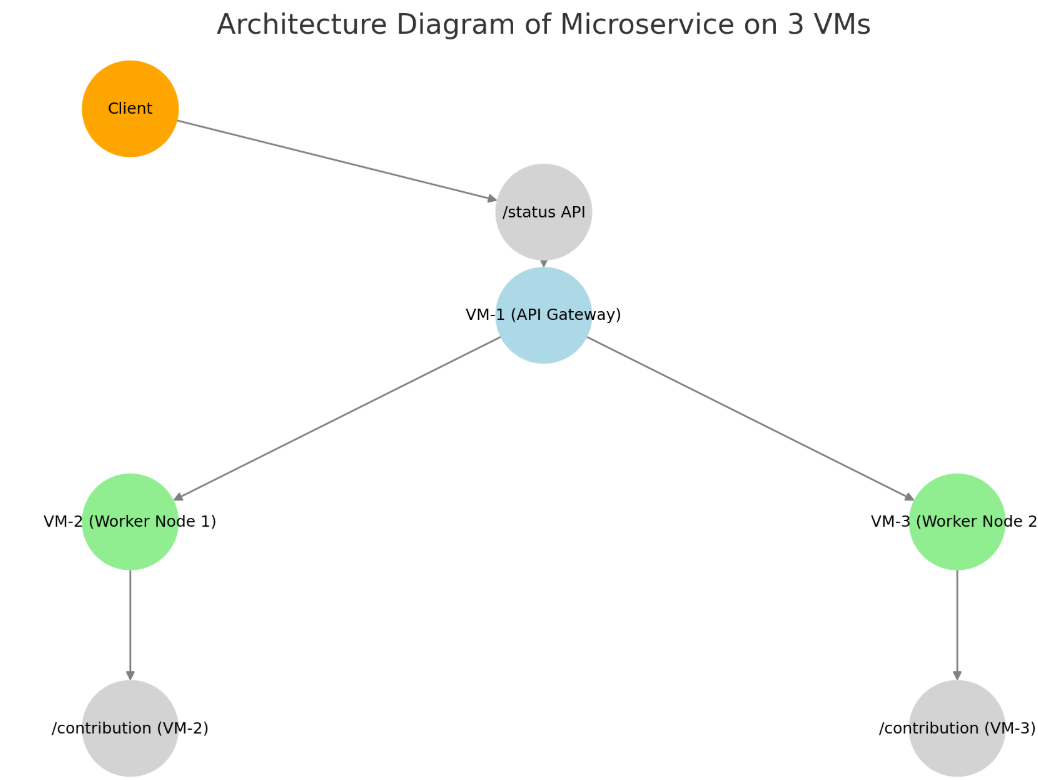 Architecture Diagram of Microservice on 3 VMs
Client
/status API
VM-1 (API Gateway)
VM-2 (Worker Node 1)
VM-3 (Worker Node 2
/contribution (VM-2)
/contribution (VM-3)